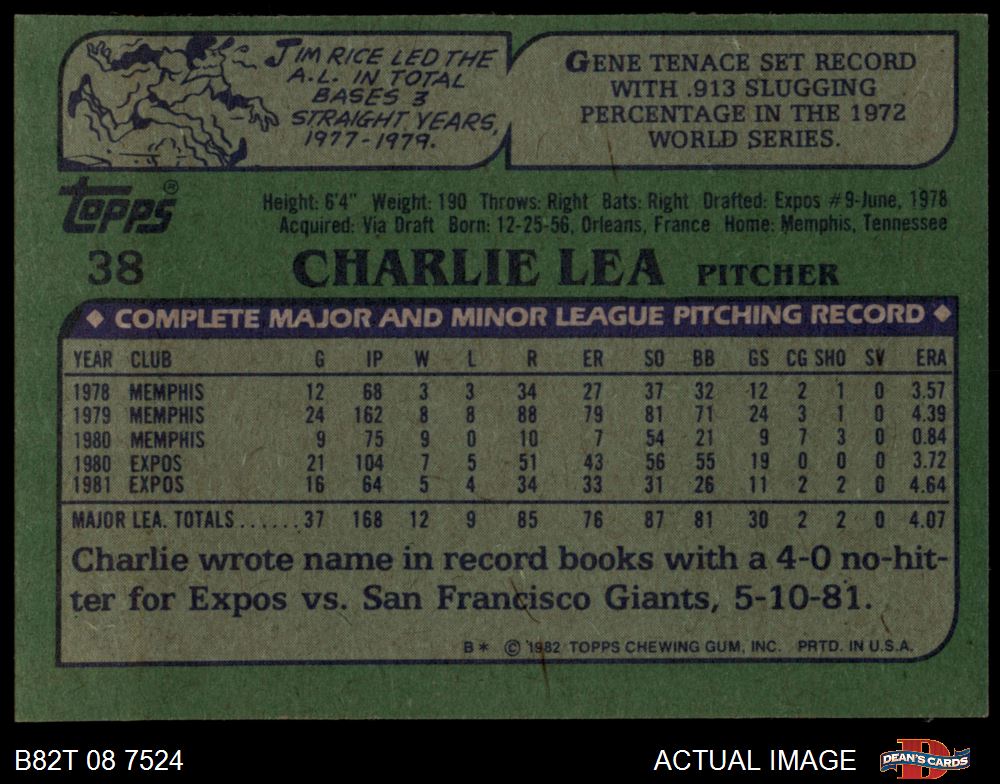 JIM RICE LED THE
A.L. IN TOTAL
BASES 3
STRAIGHT YEARS,
1977-1979.
GENE TENACE SET RECORD
WITH .913 SLUGGING
PERCENTAGE IN THE 1972
WORLD SERIES.
Topps®
Height: 6'4" Weight: 190 Throws: Right Bats: Right Drafted: Expos #9-June, 1978
Acquired: Via Draft Born: 12-25-56, Orleans, France Home: Memphis, Tennessee
38 CHARLIE LEA PITCHER
◆ COMPLETE MAJOR AND MINOR LEAGUE PITCHING RECORD ◆
YEAR CLUB G IP W L R ER SO BB GS CG SHO SV ERA
1978 MEMPHIS 12 68 3 3 34 27 37 32 12 2 1 0 3.57
1979 MEMPHIS 24 162 8 8 88 79 81 71 24 3 1 0 4.39
1980 MEMPHIS 9 75 9 0 10 7 54 21 9 7 3 0 0.84
1980 EXPOS 21 104 7 5 51 43 56 55 19 0 0 0 3.72
1981 EXPOS 16 64 5 4 34 33 31 26 11 2 2 0 4.64
MAJOR LEA. TOTALS......37 168 12 9 85 76 87 81 30 2 2 0 4.07
Charlie wrote name in record books with a 4-0 no-hit-
ter for Expos vs. San Francisco Giants, 5-10-81.
B* © 1982 TOPPS CHEWING GUM, INC. PRTD. IN U.S.A.
B82T 08 7524
ACTUAL IMAGE
DEAN'S CARDS